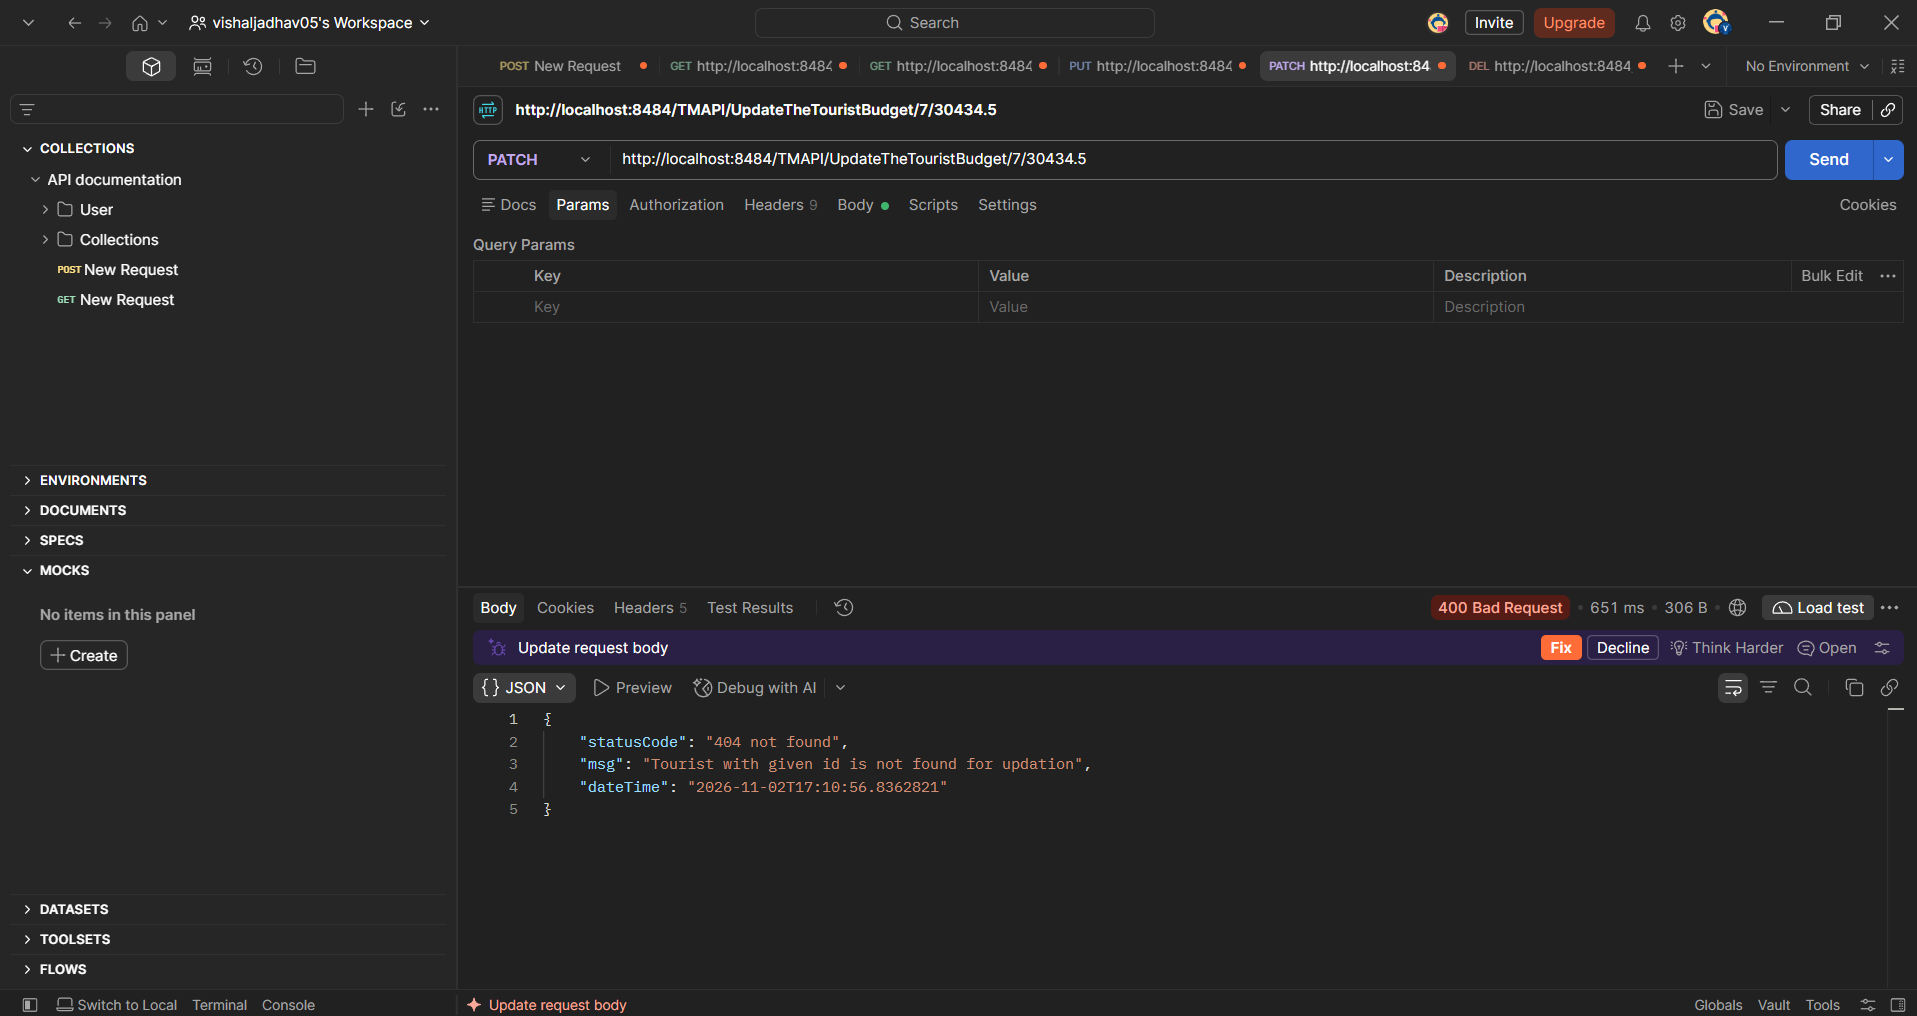 vishaljadhav05's Workspace
Search
Invite
Upgrade
POST New Request
GET http://localhost:8484
GET http://localhost:8484
PUT http://localhost:8484
PATCH http://localhost:84
DEL http://localhost:8484
No Environment
http://localhost:8484/TMAPI/UpdateTheTouristBudget/7/30434.5
Save
Share
COLLECTIONS
API documentation
User
Collections
POST New Request
GET New Request
PATCH
http://localhost:8484/TMAPI/UpdateTheTouristBudget/7/30434.5
Send
Docs Params Authorization Headers 9 Body Scripts Settings
Cookies
Query Params
Key Value Description Bulk Edit
Key Value Description
ENVIRONMENTS
DOCUMENTS
SPECS
MOCKS
No items in this panel
Create
DATASETS
TOOLSETS
FLOWS
Body Cookies Headers 5 Test Results
400 Bad Request 651 ms 306 B Load test
Update request body
Fix Decline Think Harder Open
{} JSON Preview Debug with AI
1 {
2 "statusCode": "404 not found",
3 "msg": "Tourist with given id is not found for updation",
4 "dateTime": "2026-11-02T17:10:56.8362821"
5 }
Switch to Local Terminal Console
Update request body
Globals Vault Tools